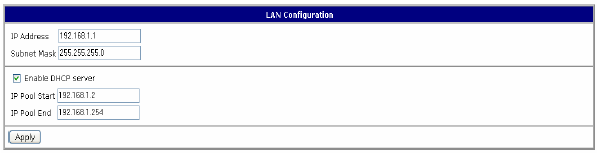 LAN Configuration
IP Address 192.168.1.1
Subnet Mask 255.255.255.0
Enable DHCP server
IP Pool Start 192.168.1.2
IP Pool End 192.168.1.254
Apply